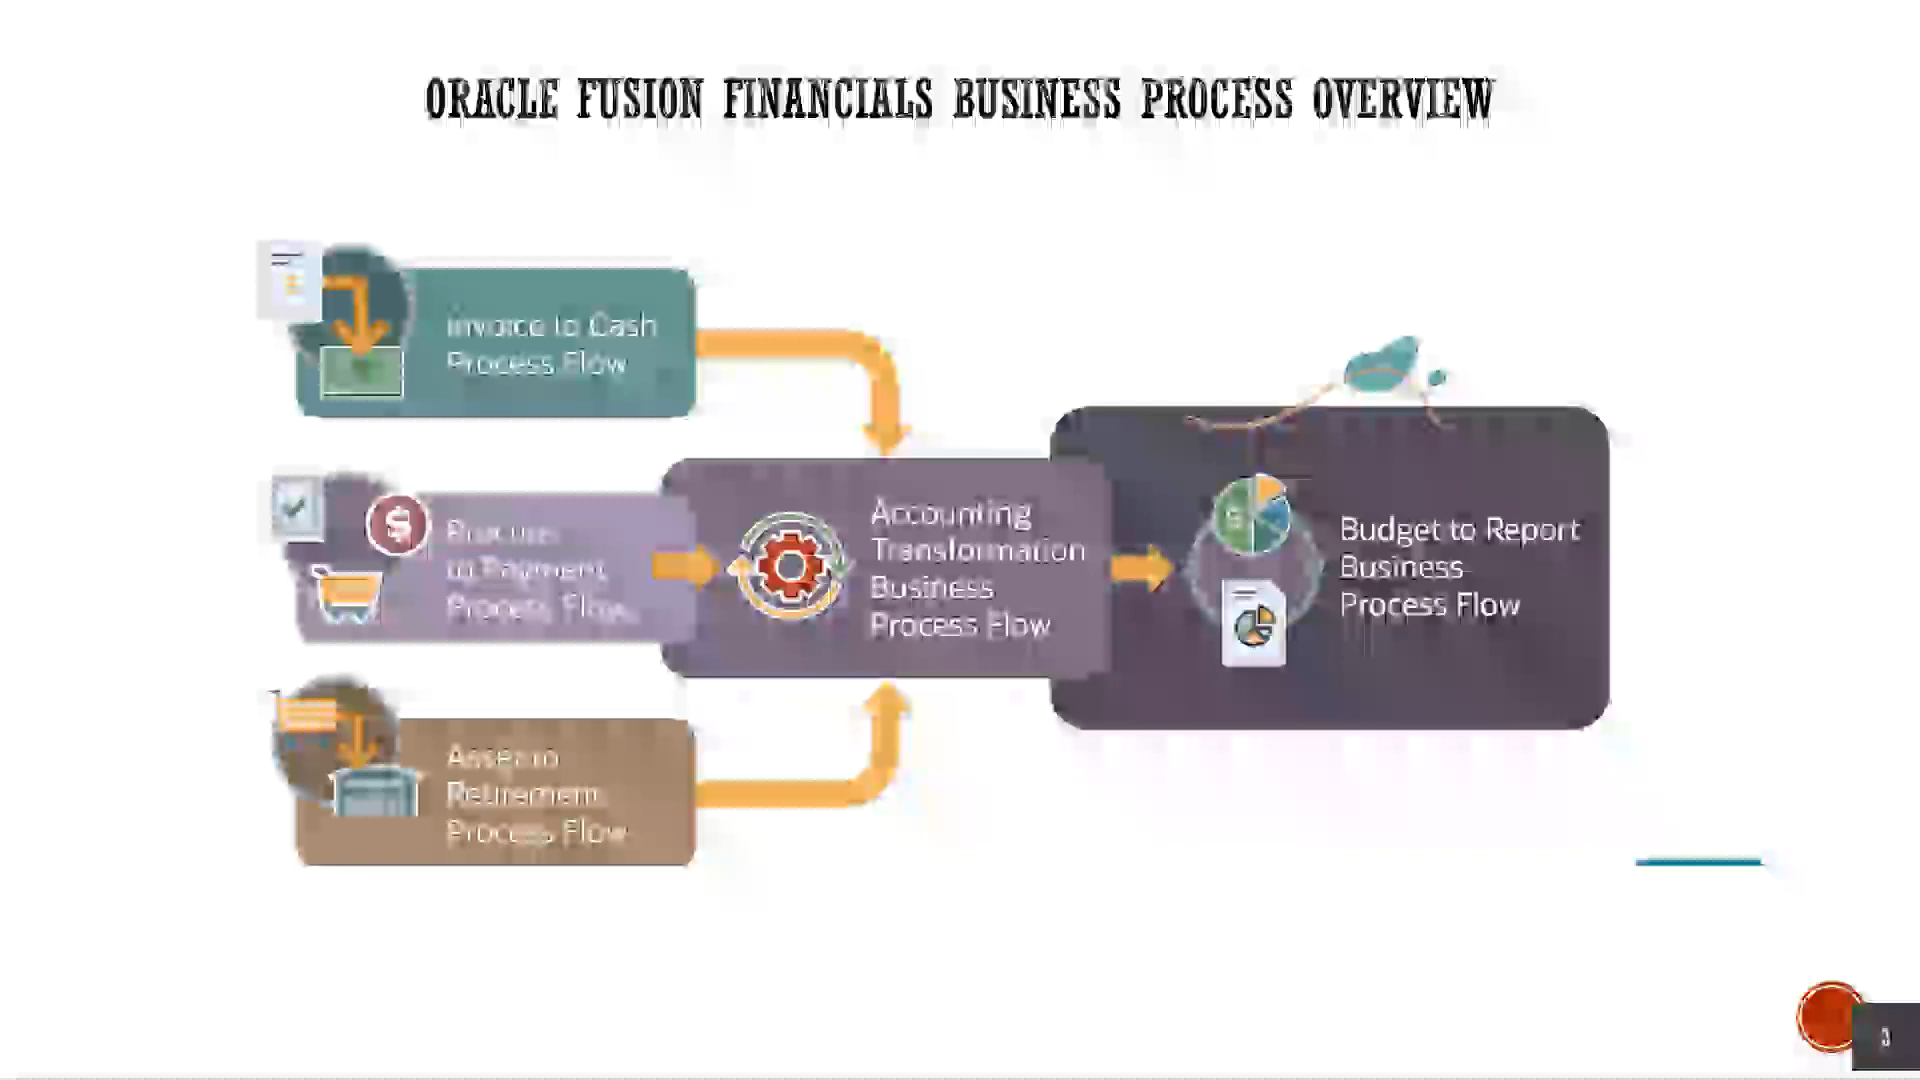 ORACLE FUSION FINANCIALS BUSINESS PROCESS OVERVIEW
Invoice to Cash
Process Flow
to Payment
Process Flow
Asset to
Retirement
Process Flow
Accounting
Transformation
Business
Process Flow
Budget to Report
Business
Process Flow
3